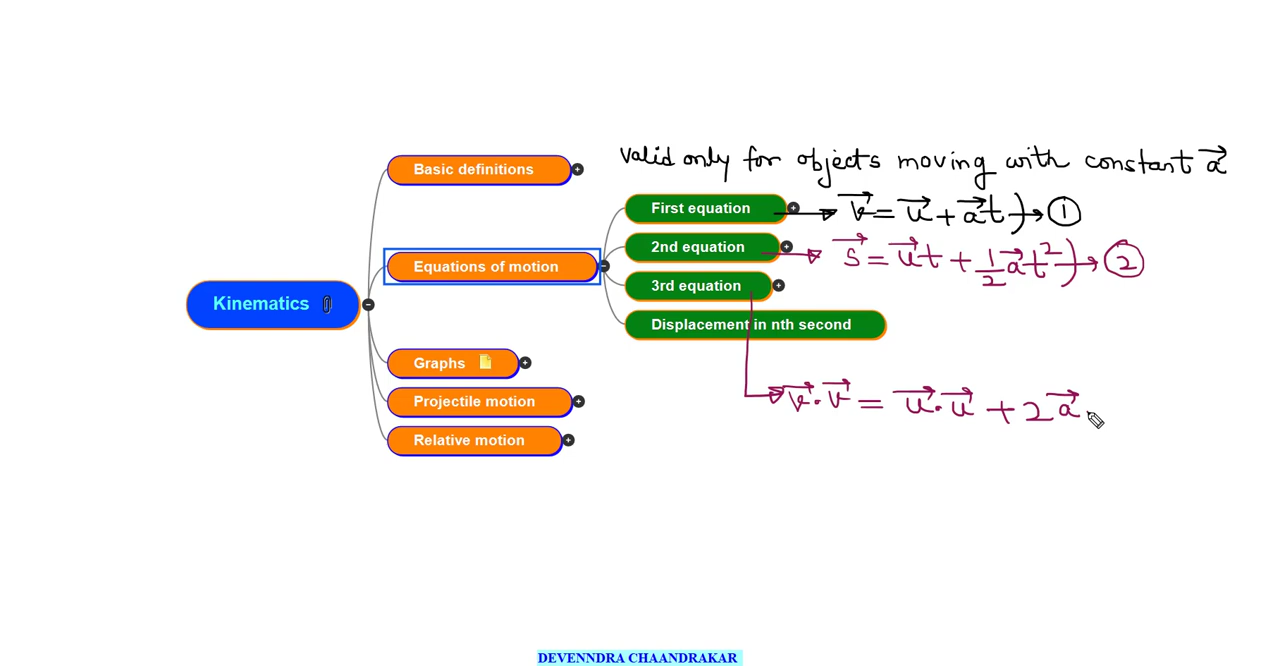 valid only for objects moving with constant a⃗
Basic definitions
First equation
v⃗ = u⃗ + a⃗t) → ①
2nd equation
s⃗ = u⃗t + 1/2 a⃗t²) → ②
Equations of motion
3rd equation
Kinematics
Displacement in nth second
Graphs
Projectile motion
v⃗·v⃗ = u⃗·u⃗ + 2a⃗
Relative motion
DEVENNDRA CHAANDRAKAR